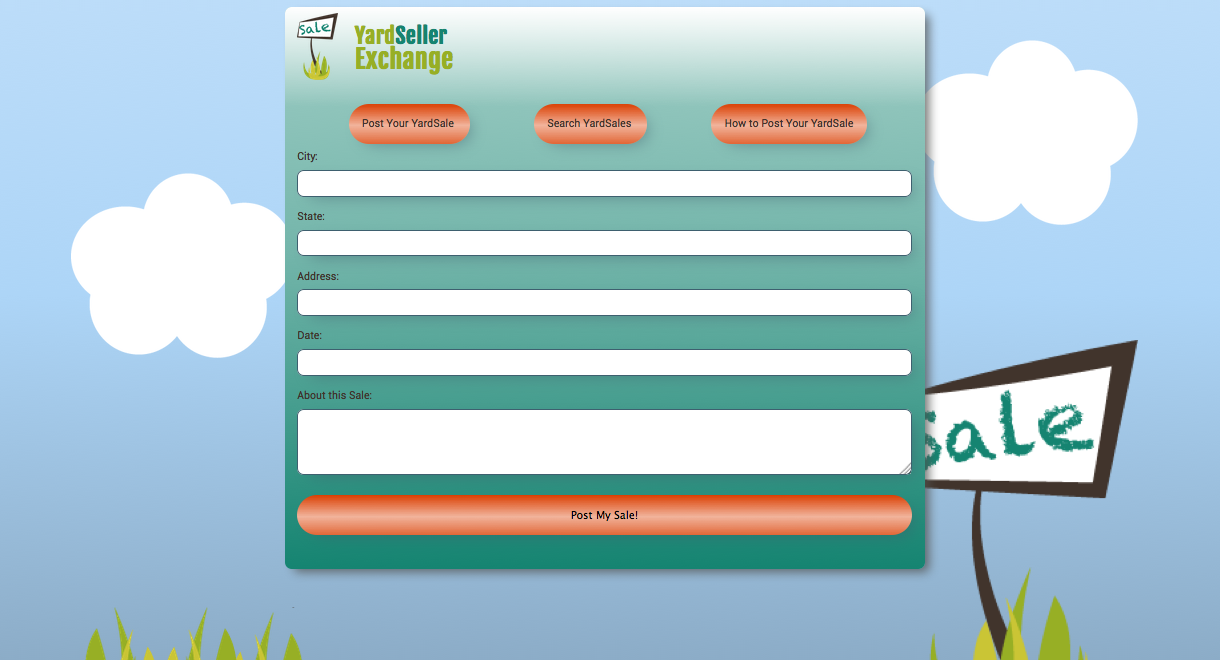 Sale
YardSeller
Exchange
Post Your YardSale
Search YardSales
How to Post Your YardSale
City:
State:
Address:
Date:
About this Sale:
Sale
Post My Sale!